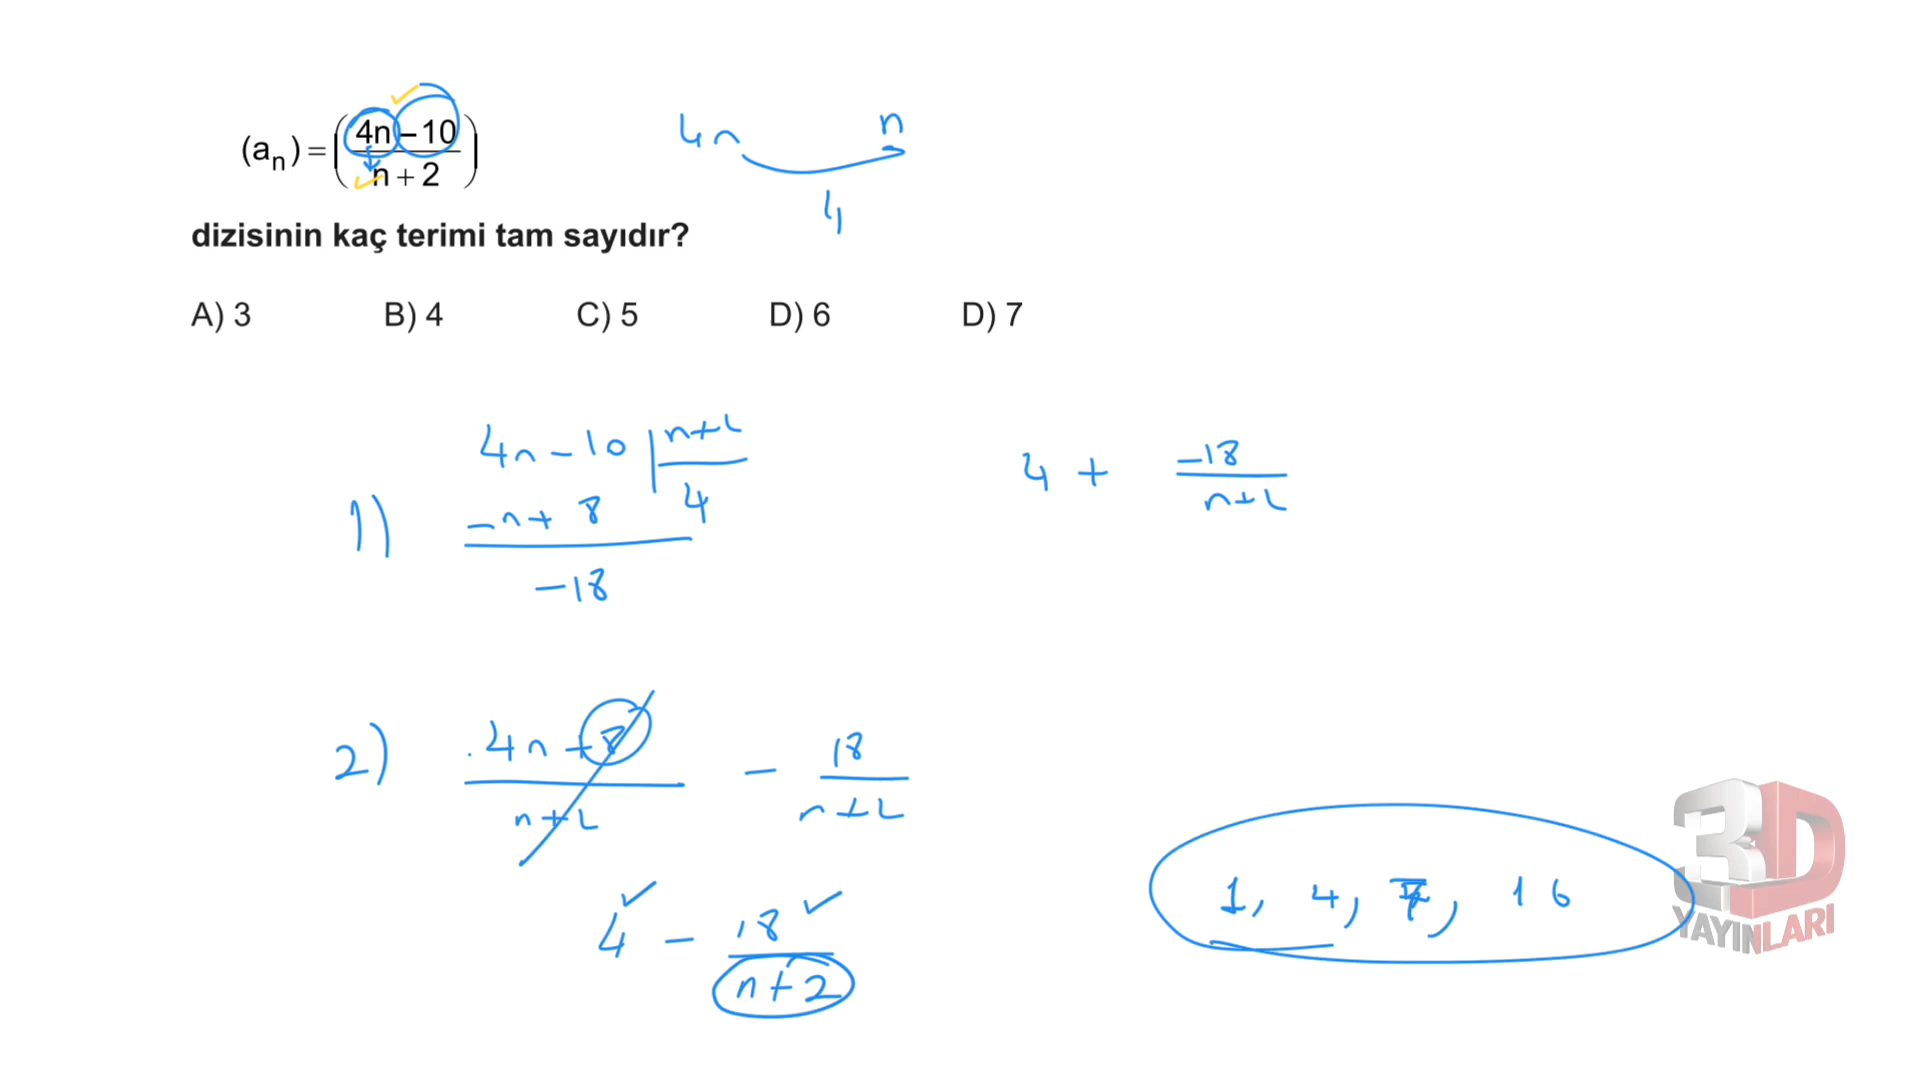 (aₙ) = (4n – 10 / n + 2)
4n n
4
dizisinin kaç terimi tam sayıdır?
A) 3 B) 4 C) 5 D) 6 D) 7
1) 4n – 10 | n+2
– n + 8 4
– 18
4 + –18 / n+2
2) 4n + 8 / n+2 – 18 / n+2
4 – 18 / n+2
1, 4, 7, 16
3D
YAYINLARI